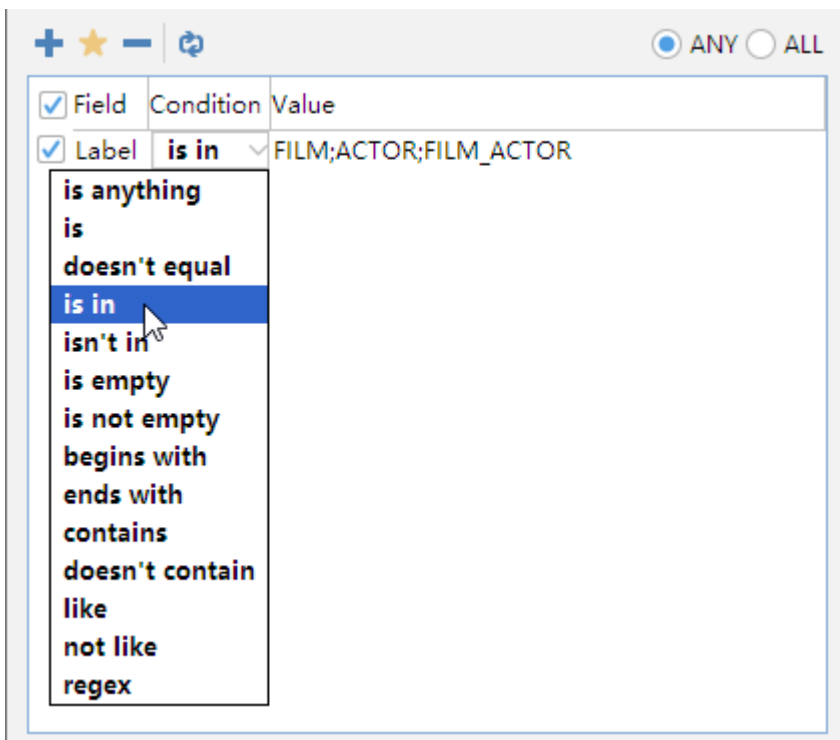 ANY ALL
Field Condition Value
Label is in FILM;ACTOR;FILM_ACTOR
is anything
is
doesn't equal
is in
isn't in
is empty
is not empty
begins with
ends with
contains
doesn't contain
like
not like
regex